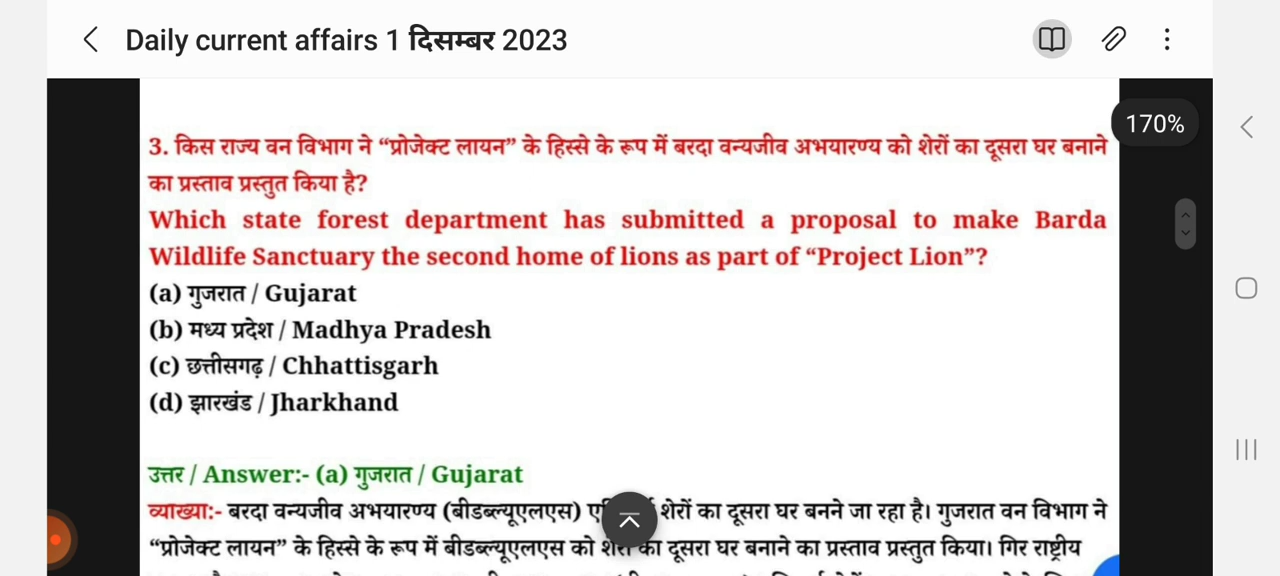 Daily current affairs 1 दिसम्बर 2023
170%
3. किस राज्य वन विभाग ने “प्रोजेक्ट लायन” के हिस्से के रूप में बरदा वन्यजीव अभयारण्य को शेरों का दूसरा घर बनाने
का प्रस्ताव प्रस्तुत किया है?
Which state forest department has submitted a proposal to make Barda
Wildlife Sanctuary the second home of lions as part of “Project Lion”?
(a) गुजरात / Gujarat
(b) मध्य प्रदेश / Madhya Pradesh
(c) छत्तीसगढ़ / Chhattisgarh
(d) झारखंड / Jharkhand
उत्तर / Answer:- (a) गुजरात / Gujarat
व्याख्या:- बरदा वन्यजीव अभयारण्य (बीडब्ल्यूएलएस) शेरों का दूसरा घर बनने जा रहा है। गुजरात वन विभाग ने
“प्रोजेक्ट लायन” के हिस्से के रूप में बीडब्ल्यूएलएस को शेरों का दूसरा घर बनाने का प्रस्ताव प्रस्तुत किया। गिर राष्ट्रीय